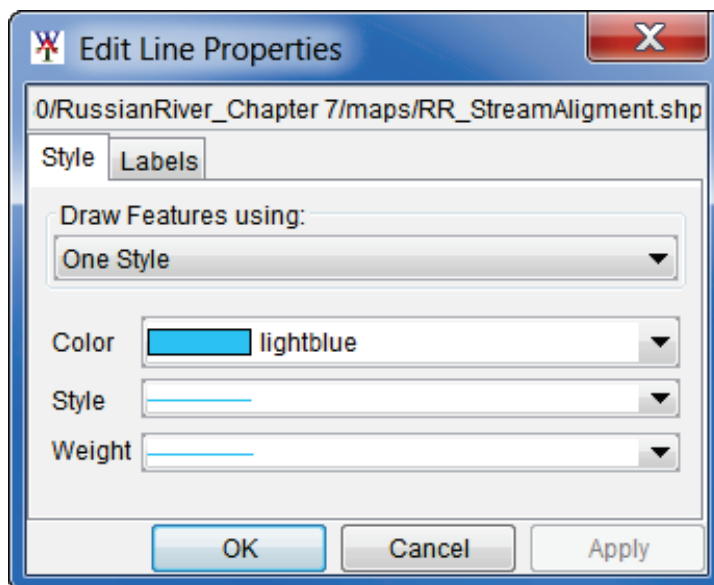 Edit Line Properties
0/RussianRiver_Chapter 7/maps/RR_StreamAligment.shp
Style Labels
Draw Features using:
One Style
Color lightblue
Style
Weight
OK Cancel Apply